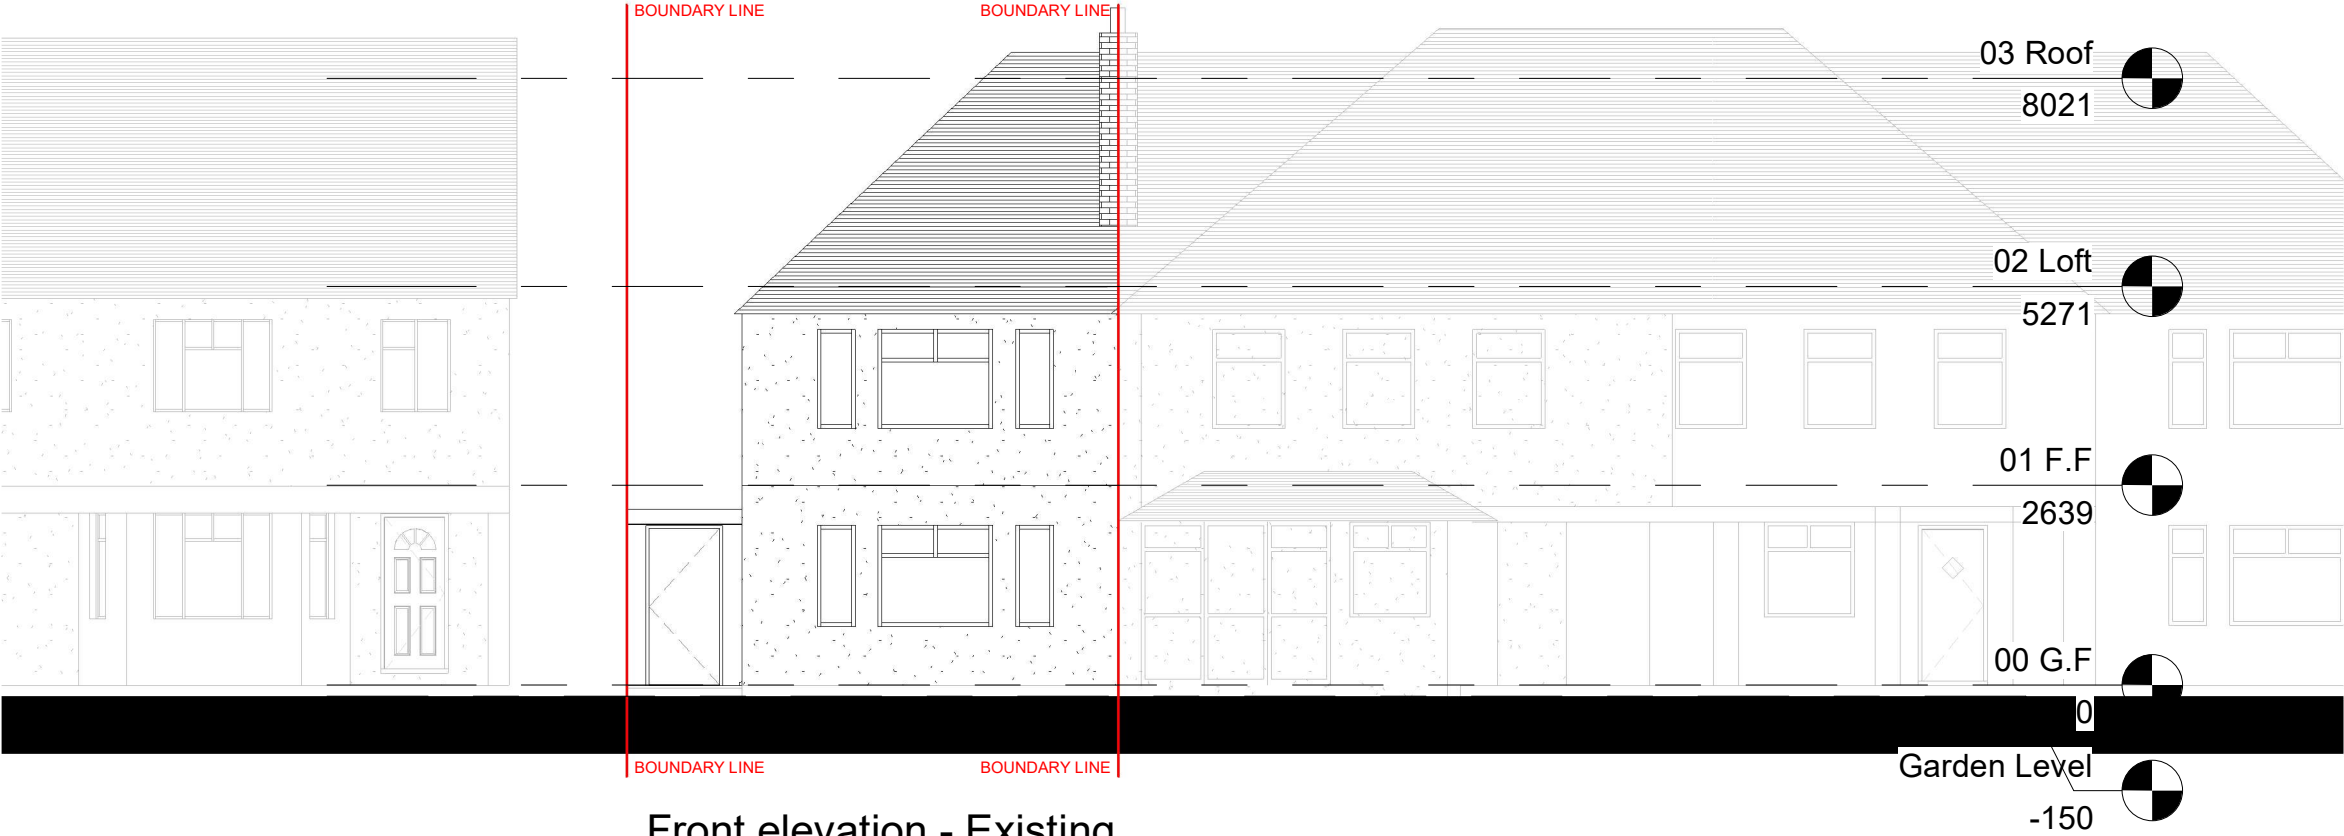 BOUNDARY LINE
BOUNDARY LINE
03 Roof
8021
02 Loft
5271
01 F.F
2639
00 G.F
0
Garden Level
-150
BOUNDARY LINE
BOUNDARY LINE
Front elevation - Existing